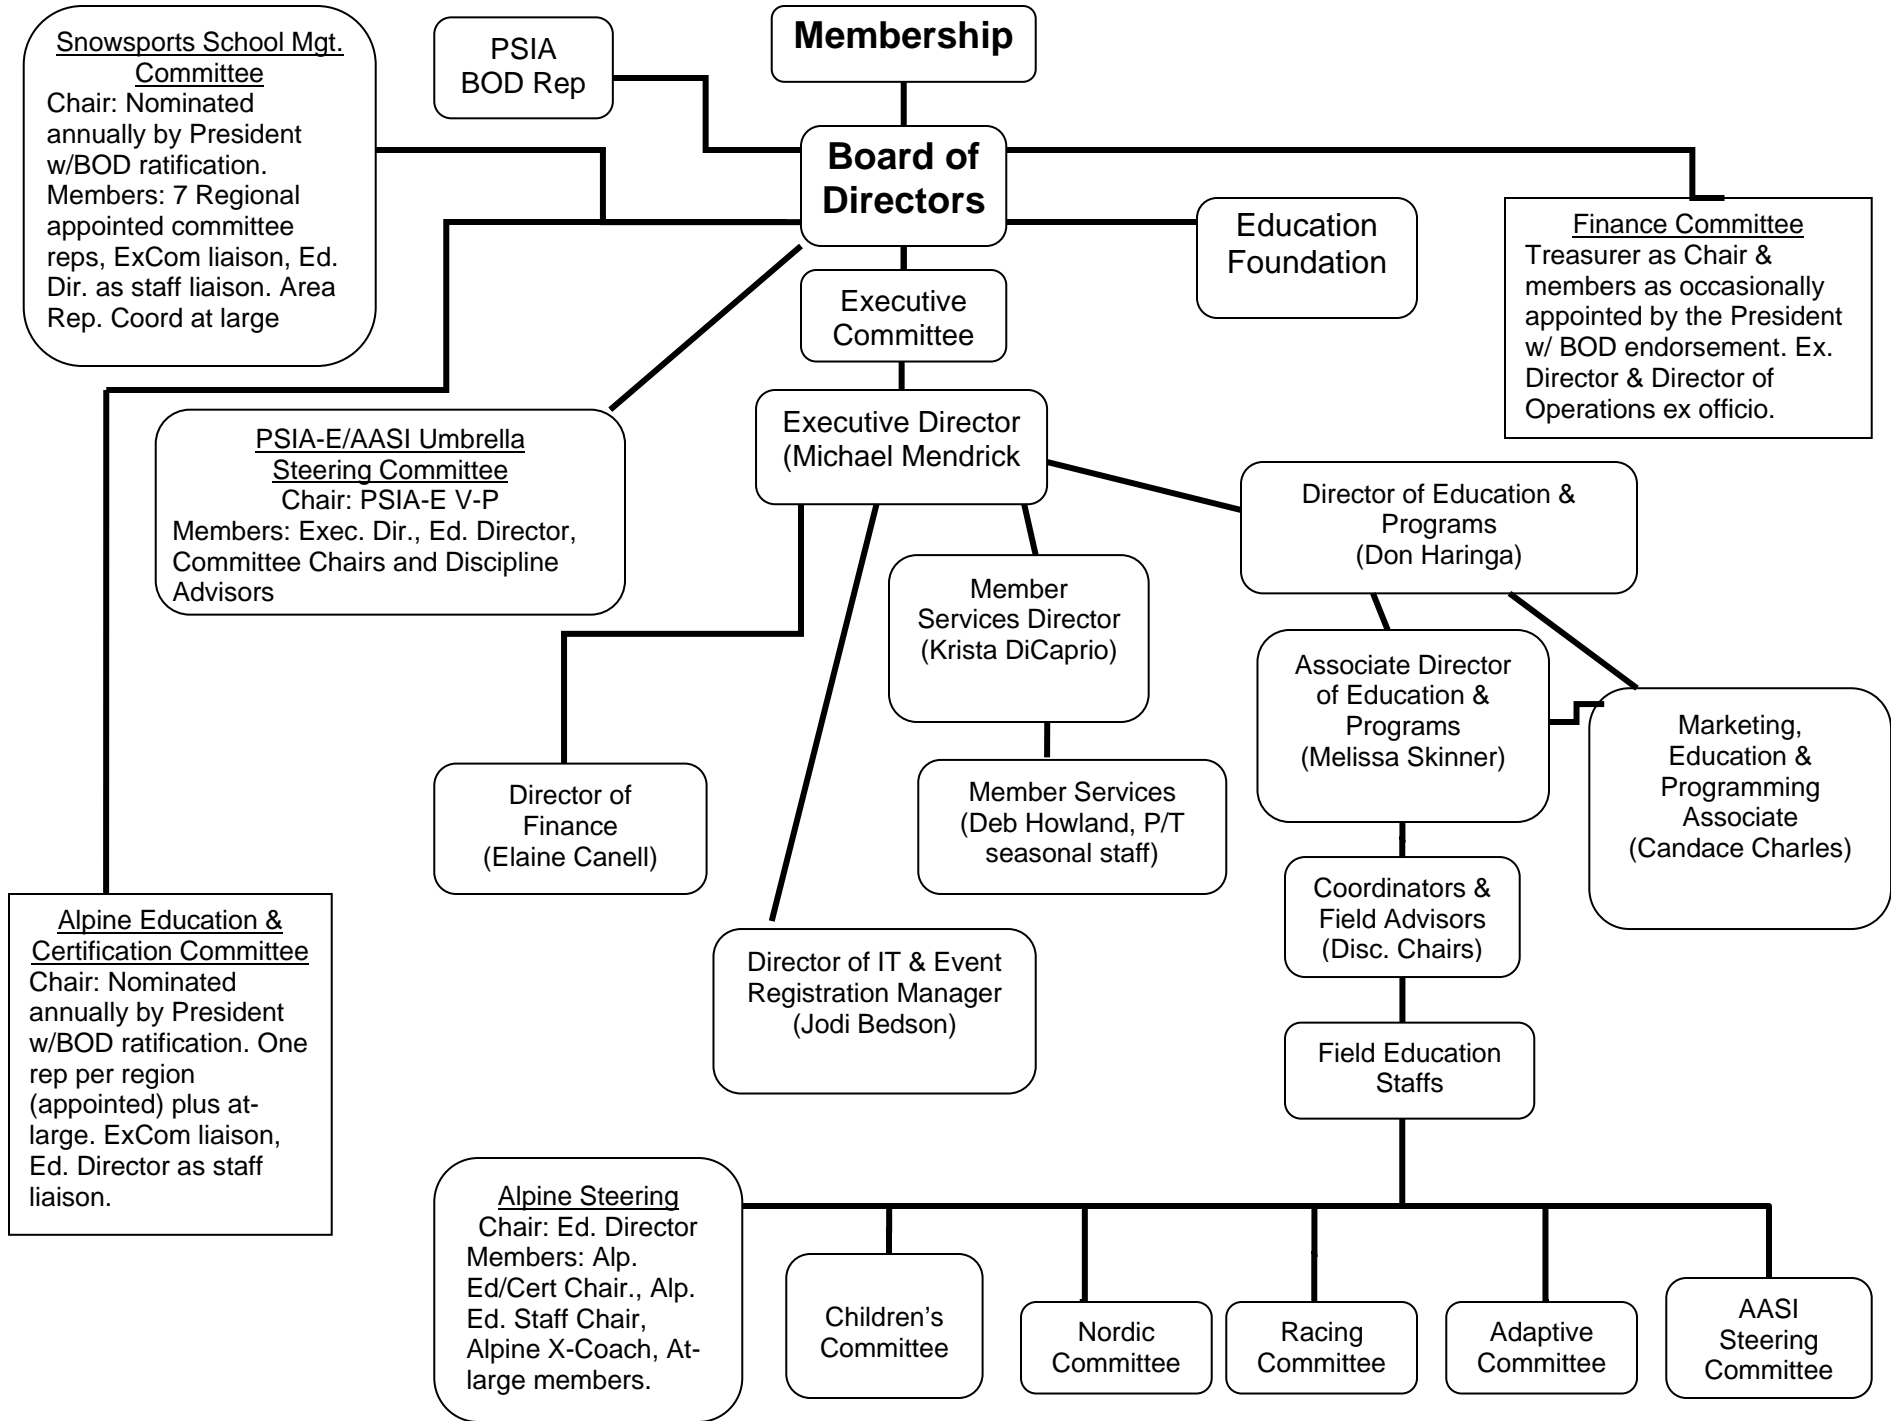 Snowsports School Mgt.
Committee
Chair: Nominated
annually by President
w/BOD ratification.
Members: 7 Regional
appointed committee
reps, ExCom liaison, Ed.
Dir. as staff liaison. Area
Rep. Coord at large
PSIA
BOD Rep
Membership
Board of
Directors
Education
Foundation
Finance Committee
Treasurer as Chair &
members as occasionally
appointed by the President
w/ BOD endorsement. Ex.
Director & Director of
Operations ex officio.
Executive
Committee
PSIA-E/AASI Umbrella
Steering Committee
Chair: PSIA-E V-P
Members: Exec. Dir., Ed. Director,
Committee Chairs and Discipline
Advisors
Executive Director
(Michael Mendrick
Director of Education &
Programs
(Don Haringa)
Member
Services Director
(Krista DiCaprio)
Associate Director
of Education &
Programs
(Melissa Skinner)
Marketing,
Education &
Programming
Associate
(Candace Charles)
Director of
Finance
(Elaine Canell)
Member Services
(Deb Howland, P/T
seasonal staff)
Coordinators &
Field Advisors
(Disc. Chairs)
Alpine Education &
Certification Committee
Chair: Nominated
annually by President
w/BOD ratification. One
rep per region
(appointed) plus at-
large. ExCom liaison,
Ed. Director as staff
liaison.
Director of IT & Event
Registration Manager
(Jodi Bedson)
Field Education
Staffs
Alpine Steering
Chair: Ed. Director
Members: Alp.
Ed/Cert Chair., Alp.
Ed. Staff Chair,
Alpine X-Coach, At-
large members.
Children’s
Committee
Nordic
Committee
Racing
Committee
Adaptive
Committee
AASI
Steering
Committee